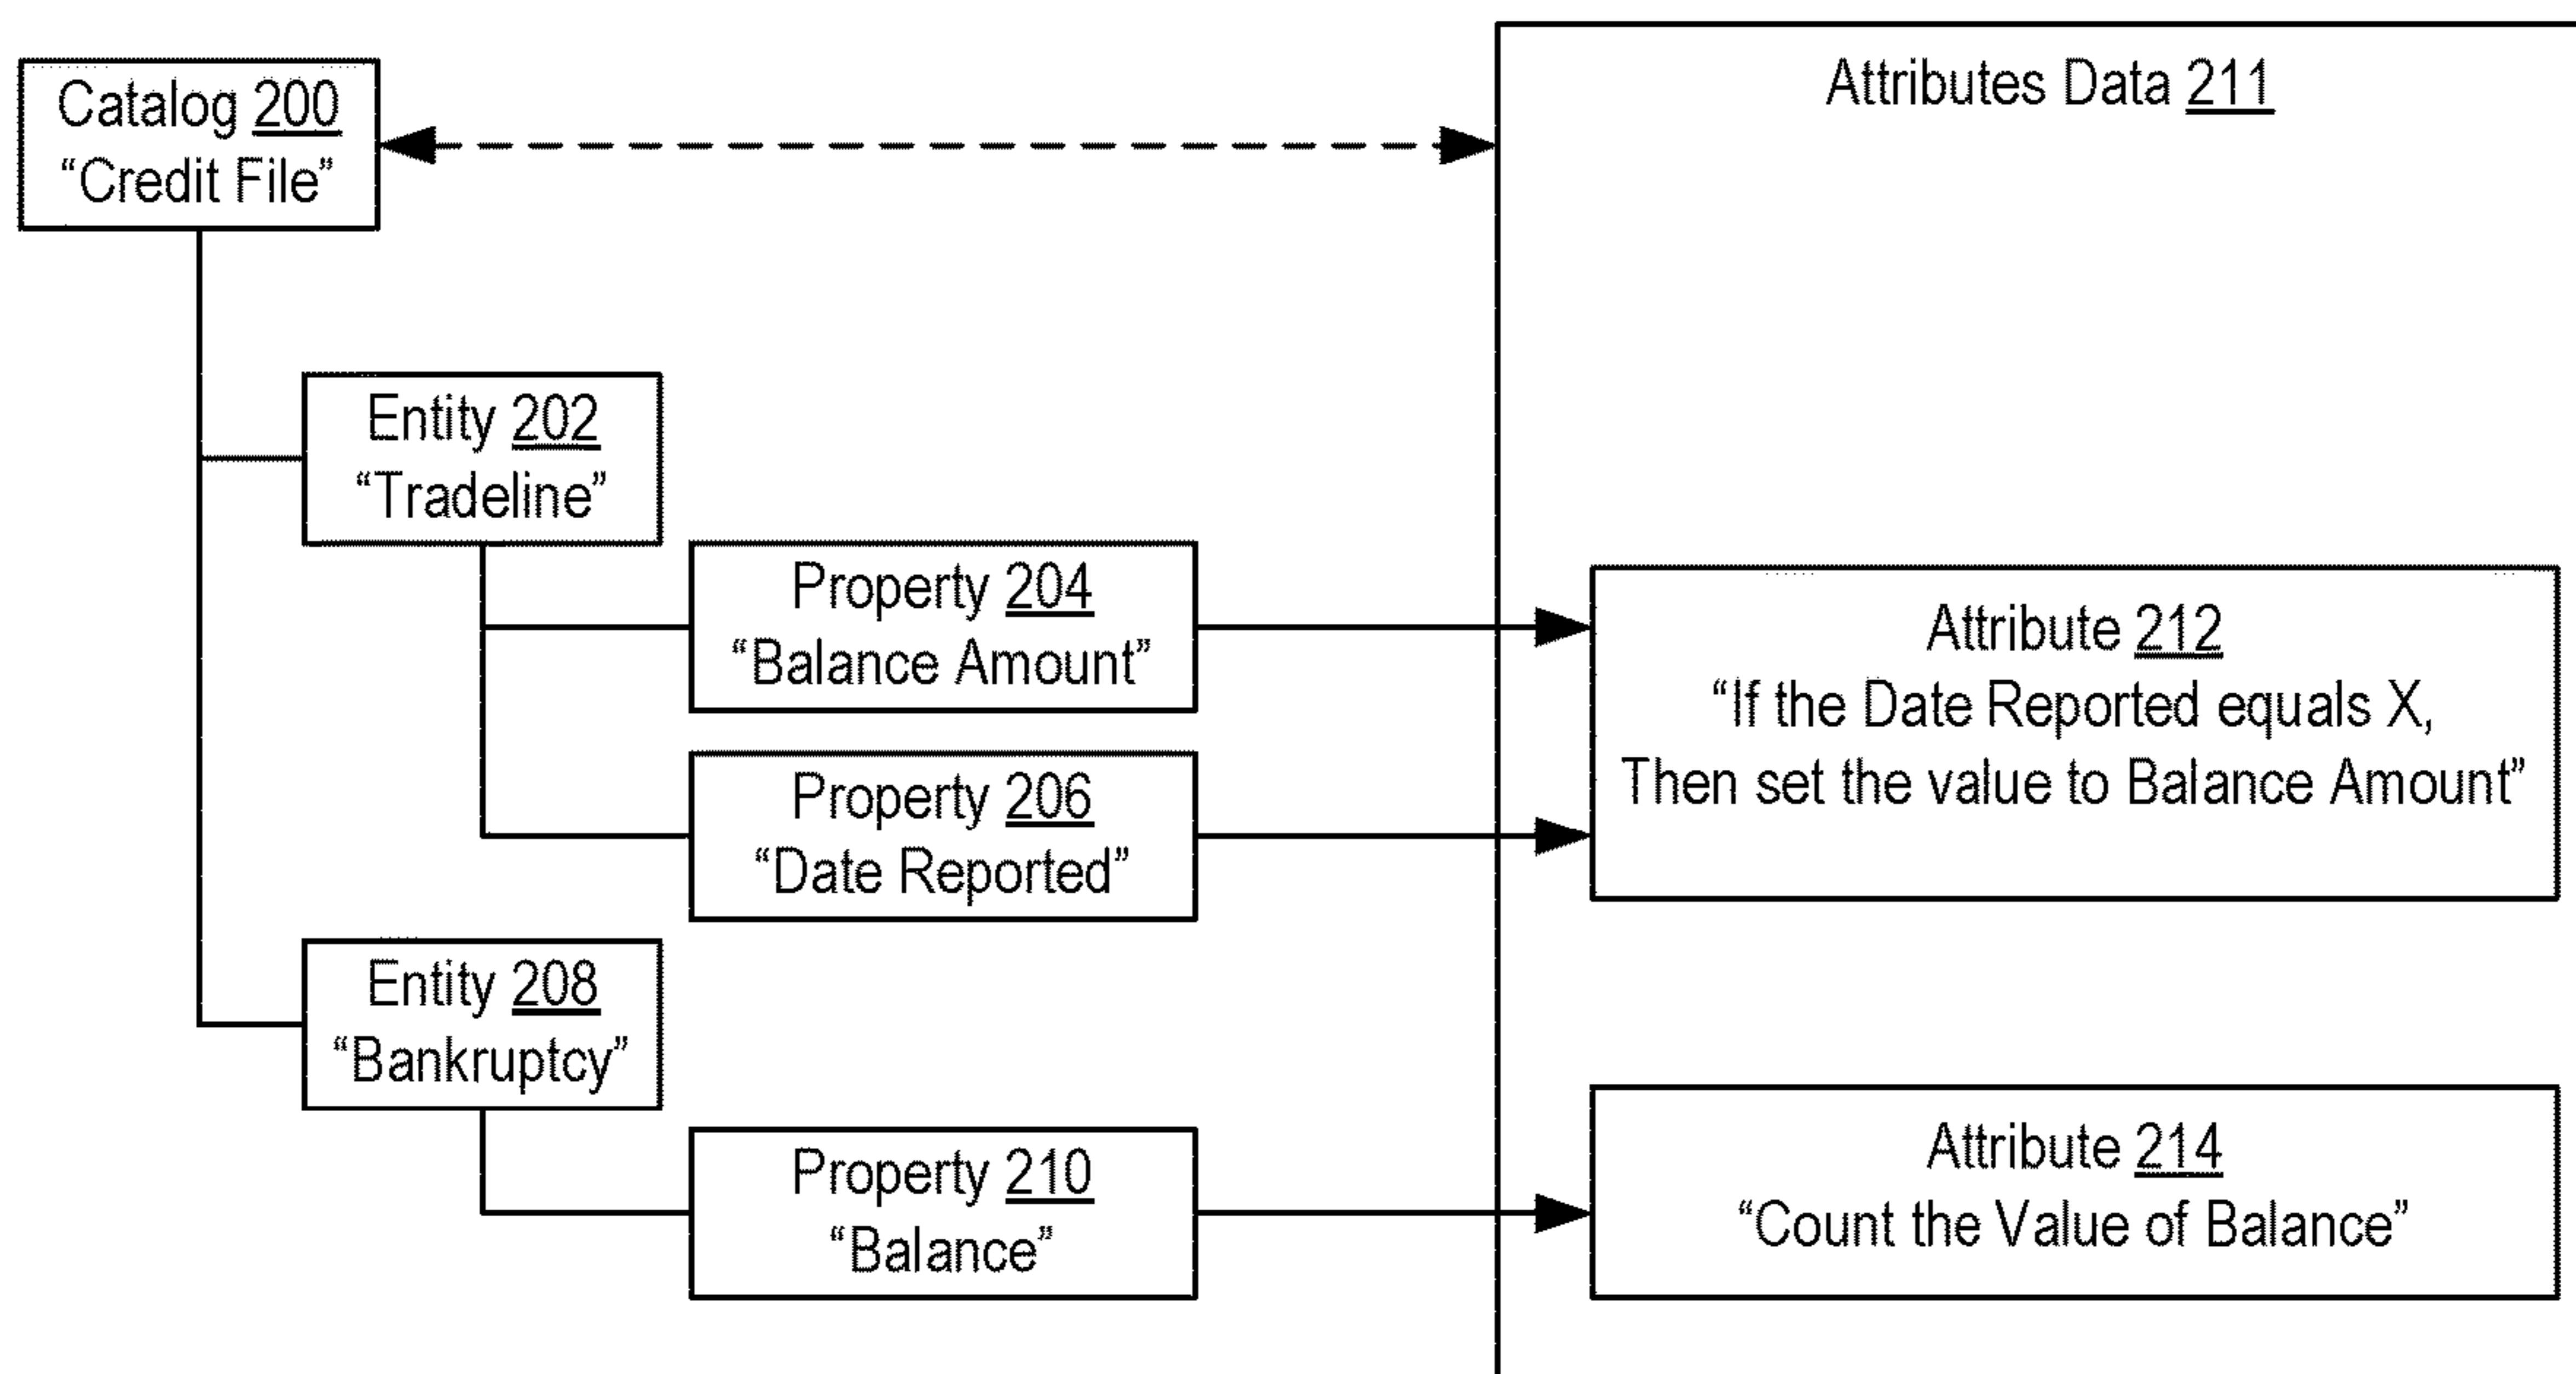 Catalog 200
“Credit File”
Attributes Data 211
Entity 202
“Tradeline”
Property 204
“Balance Amount”
Attribute 212
“If the Date Reported equals X,
Then set the value to Balance Amount”
Property 206
“Date Reported”
Entity 208
“Bankruptcy”
Property 210
“Balance”
Attribute 214
“Count the Value of Balance”